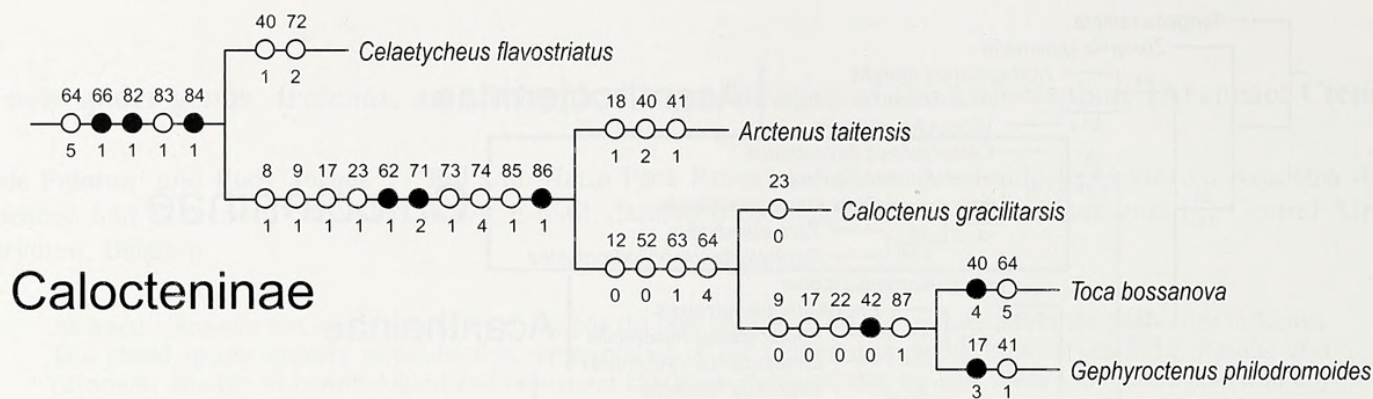 40 72
Celaetycheus flavostriatus
1 2
64 66 82 83 84
5 1 1 1 1
18 40 41
Arctenus taitensis
1 2 1
8 9 17 23 62 71 73 74 85 86
1 1 1 1 1 2 1 4 1 1
23
Caloctenus gracilitarsis
0
12 52 63 64
0 0 1 4
40 64
Toca bossanova
4 5
9 17 22 42 87
0 0 0 0 1
17 41
Gephyroctenus philodromoides
3 1
Calocteninae